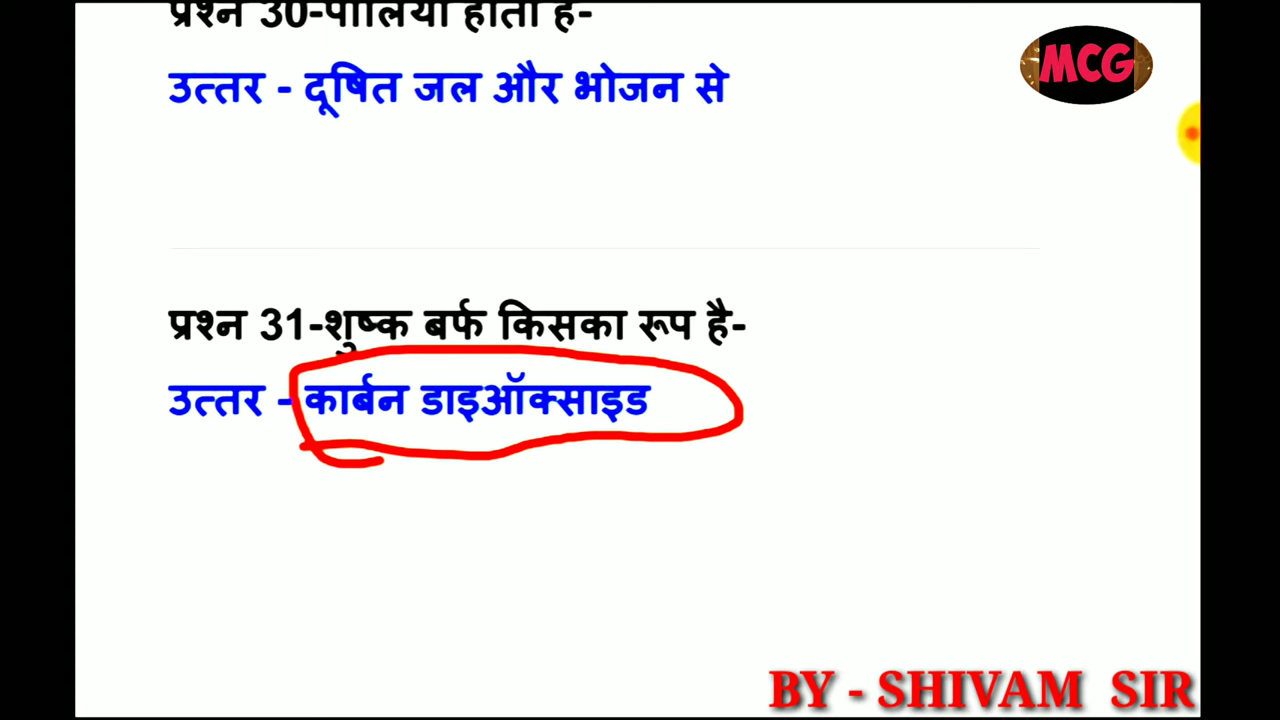 प्रश्न 30-पोलियो होता है-
MCG
उत्तर - दूषित जल और भोजन से
प्रश्न 31-शुष्क बर्फ किसका रूप है-
उत्तर - कार्बन डाइऑक्साइड
BY - SHIVAM SIR